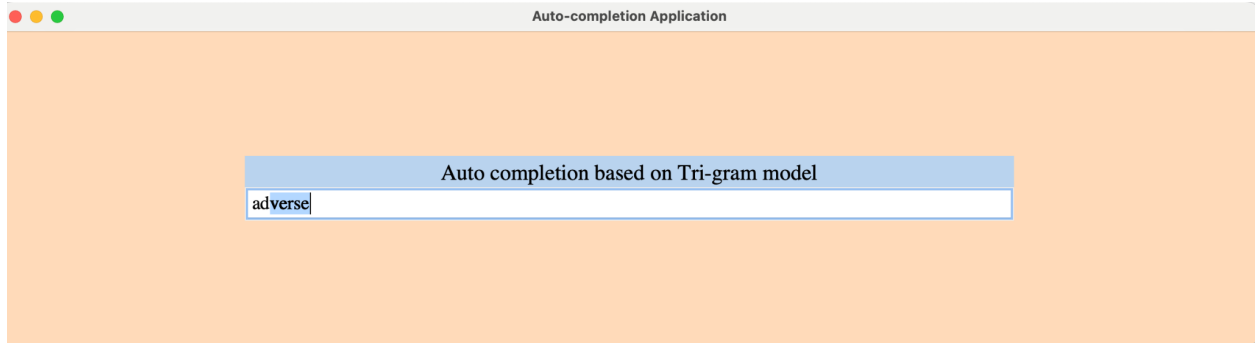 Auto-completion Application
Auto completion based on Tri-gram model
adverse